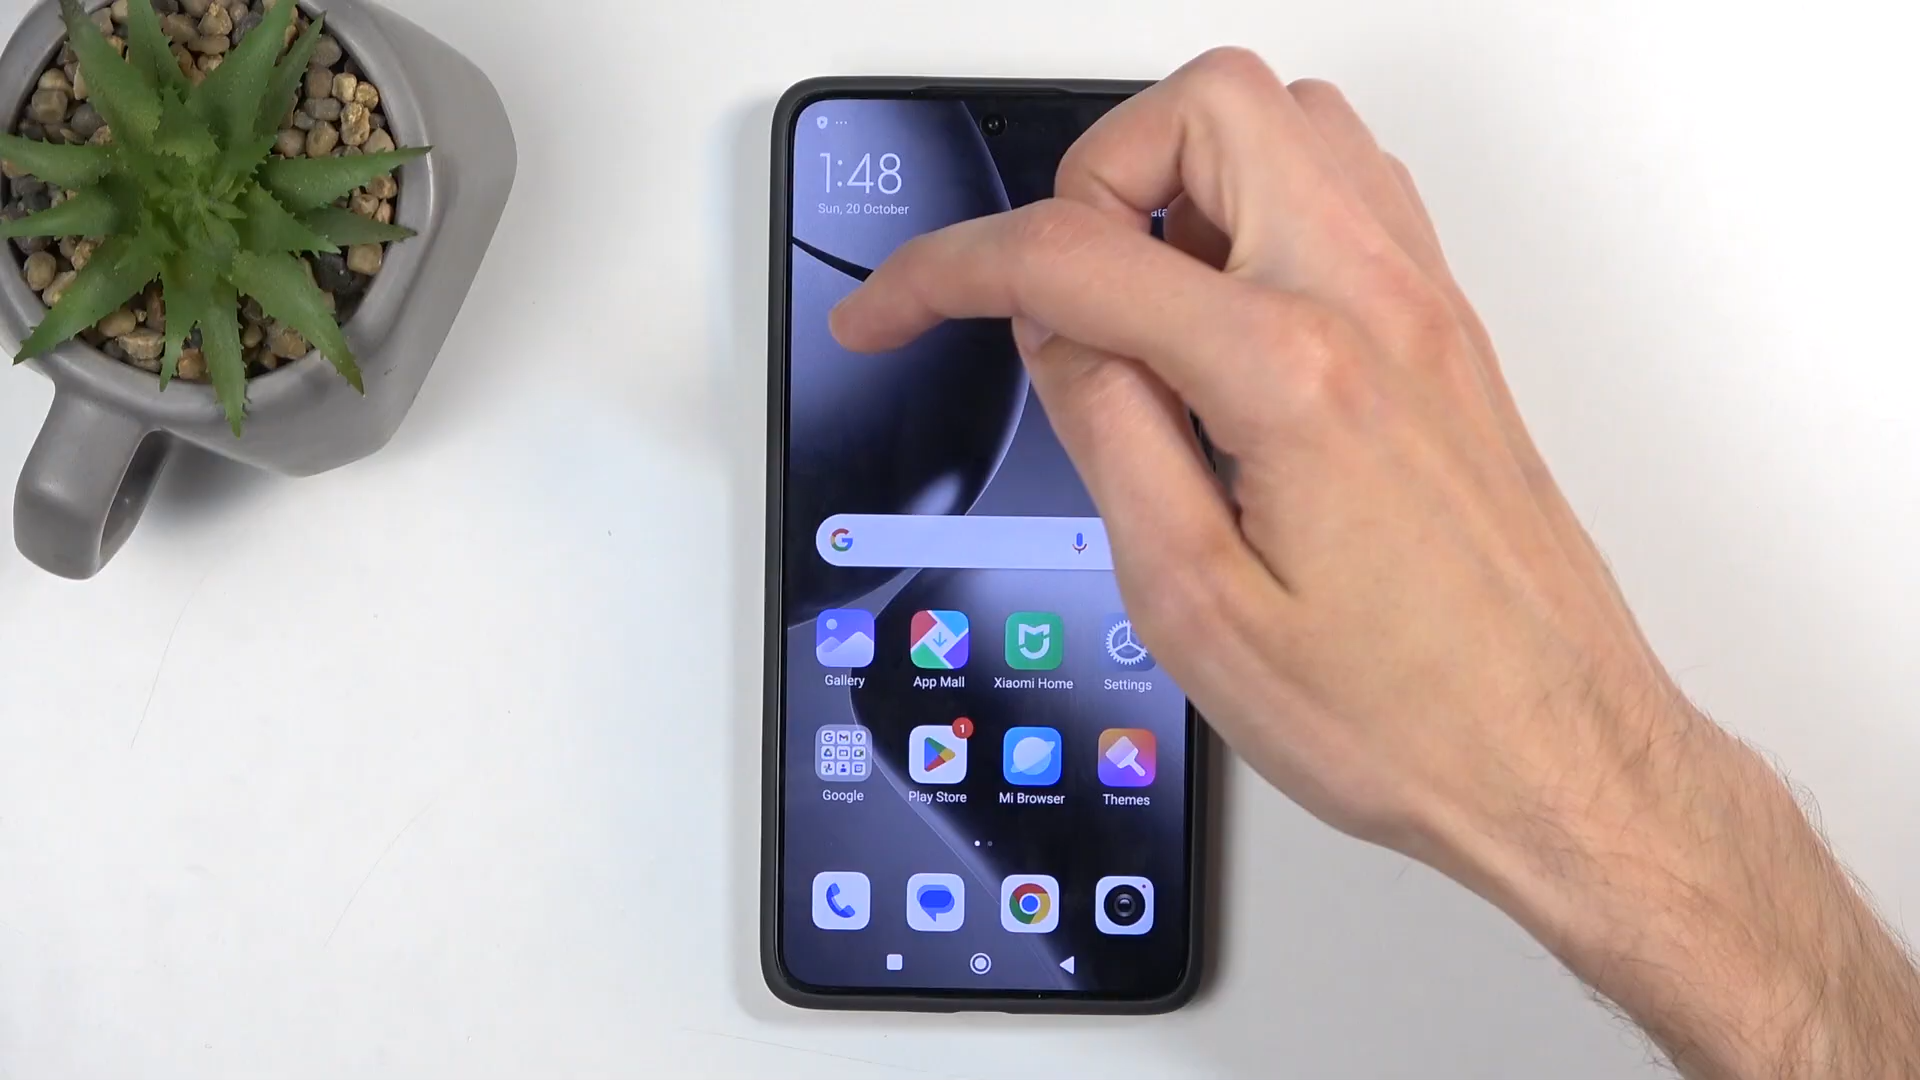 1:48
Sun, 20 October
Gallery
App Mall
Xiaomi Home
Settings
1
Google
Play Store
Mi Browser
Themes